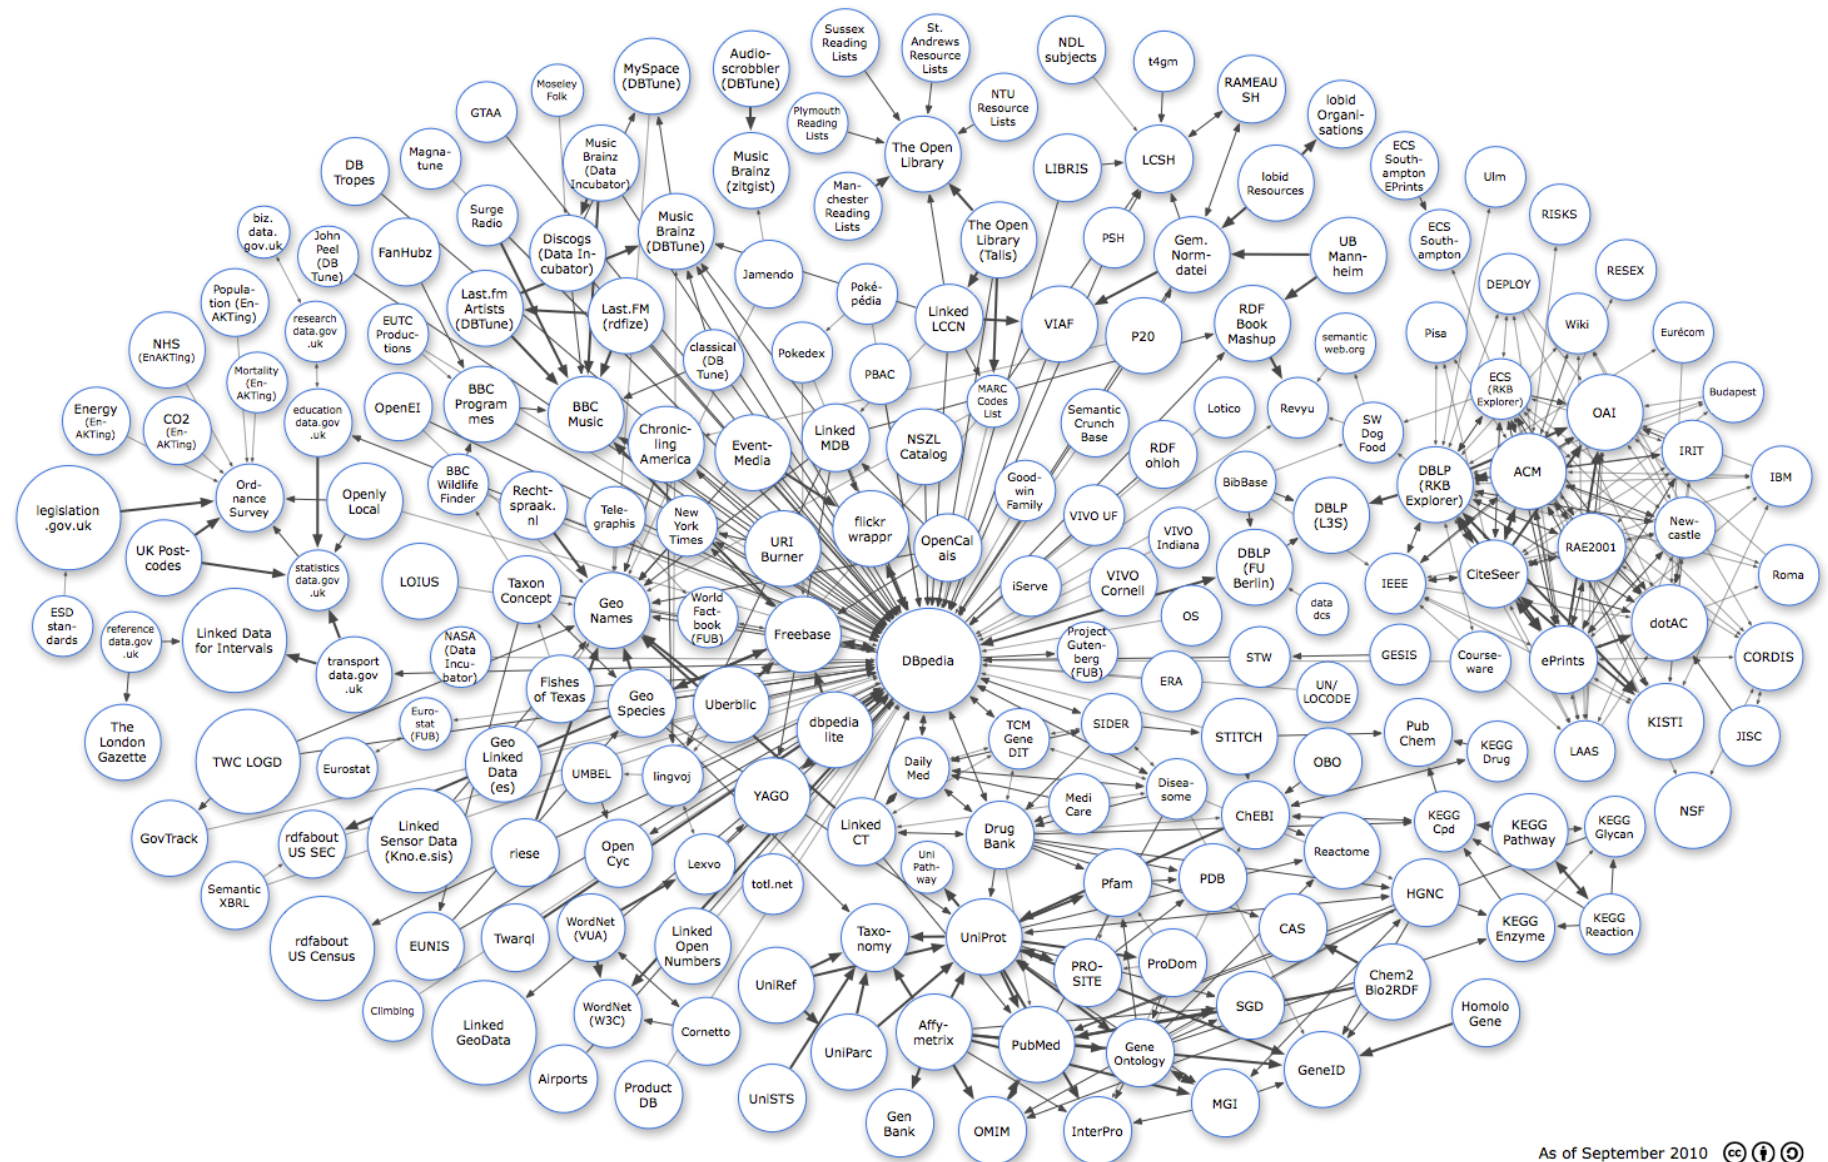 Sussex
Reading
Lists
St.
Andrews
Resource
Lists
NDL
subjects
t4gm
RAMEAU
SH
lobid
Organi-
sations
Audio-
scrobbler
(DBTune)
MySpace
(DBTune)
Moseley
Folk
GTAA
Plymouth
Reading
Lists
NTU
Resource
Lists
The Open
Library
LCSH
LIBRIS
lobid
Resources
ECS
South-
ampton
EPrints
Ulm
RISKS
DB
Tropes
Magna-
tune
Music
Brainz
(Data
Incubator)
Music
Brainz
(zitgist)
Man-
chester
Reading
Lists
biz.
data.
gov.uk
John
Peel
(DB
Tune)
FanHubz
Surge
Radio
Discogs
(Data In-
cubator)
Music
Brainz
(DBTune)
Jamendo
The Open
Library
(Talis)
PSH
Gem.
Norm-
datei
UB
Mann-
heim
ECS
South-
ampton
RESEX
DEPLOY
Popula-
tion (En-
AKTing)
research
data.gov
.uk
EUTC
Produc-
tions
Last.fm
Artists
(DBTune)
Last.FM
(rdfize)
Poké-
pédia
Linked
LCCN
VIAF
P20
RDF
Book
Mashup
semantic
web.org
Pisa
Wiki
Eurécom
NHS
(EnAKTing)
Mortality
(En-
AKTing)
classical
(DB
Tune)
Pokedex
PBAC
MARC
Codes
List
Energy
(En-
AKTing)
CO2
(En-
AKTing)
education
data.gov
.uk
OpenEI
BBC
Program
mes
BBC
Music
Chronic-
ling
America
Event-
Media
Linked
MDB
NSZL
Catalog
Semantic
Crunch
Base
Lotico
Revyu
SW
Dog
Food
ECS
(RKB
Explorer)
OAI
Budapest
RDF
ohloh
legislation
.gov.uk
Ord-
nance
Survey
Openly
Local
BBC
Wildlife
Finder
Recht-
spraak.
nl
Tele-
graphis
New
York
Times
URI
Burner
flickr
wrappr
OpenCal
ais
Good-
win
Family
VIVO UF
VIVO
Indiana
BibBase
DBLP
(L3S)
DBLP
(RKB
Explorer)
ACM
IRIT
IBM
UK Post-
codes
statistics
data.gov
.uk
LOIUS
Taxon
Concept
Geo
Names
World
Fact-
book
(FUB)
Freebase
DBpedia
iServe
VIVO
Cornell
DBLP
(FU
Berlin)
data
dcs
IEEE
CiteSeer
RAE2001
New-
castle
Roma
ESD
stan-
dards
reference
data.gov
.uk
Linked Data
for Intervals
transport
data.gov
.uk
NASA
(Data
Incu-
bator)
Fishes
of Texas
Geo
Species
Uberblic
dbpedia
lite
Project
Guten-
berg
(FUB)
OS
ERA
STW
UN/
LOCODE
GESIS
Course-
ware
ePrints
dotAC
CORDIS
The
London
Gazette
TWC LOGD
Euro-
stat
(FUB)
Eurostat
Geo
Linked
Data
(es)
UMBEL
lingvoj
YAGO
Daily
Med
TCM
Gene
DIT
SIDER
STITCH
Pub
Chem
KEGG
Drug
LAAS
KISTI
JISC
GovTrack
rdfabout
US SEC
Linked
Sensor Data
(Kno.e.sis)
riese
Open
Cyc
Lexvo
totl.net
Linked
CT
Uni
Path-
way
Drug
Bank
Medi
Care
Disea-
some
ChEBI
OBO
KEGG
Cpd
KEGG
Pathway
KEGG
Glycan
NSF
Semantic
XBRL
rdfabout
US Census
EUNIS
Twarql
WordNet
(VUA)
Linked
Open
Numbers
Taxo-
nomy
UniProt
Pfam
PDB
Reactome
HGNC
CAS
KEGG
Enzyme
KEGG
Reaction
Climbing
Linked
GeoData
WordNet
(W3C)
Cornetto
UniRef
UniParc
Affy-
metrix
PubMed
PRO-
SITE
ProDom
Gene
Ontology
SGD
Chem2
Bio2RDF
Homolo
Gene
Airports
Product
DB
UniSTS
Gen
Bank
OMIM
InterPro
MGI
GeneID
As of September 2010
cc